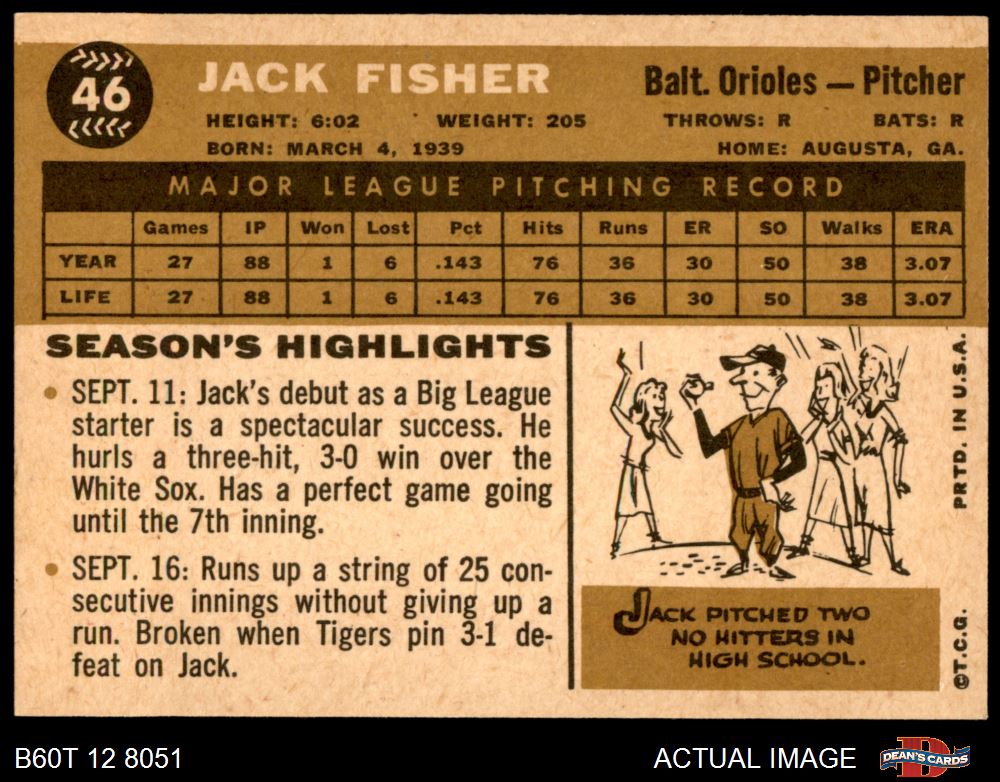 46
JACK FISHER
Balt. Orioles — Pitcher
HEIGHT: 6:02 WEIGHT: 205 THROWS: R BATS: R
BORN: MARCH 4, 1939 HOME: AUGUSTA, GA.
MAJOR LEAGUE PITCHING RECORD
Games IP Won Lost Pct Hits Runs ER SO Walks ERA
YEAR 27 88 1 6 .143 76 36 30 50 38 3.07
LIFE 27 88 1 6 .143 76 36 30 50 38 3.07
SEASON'S HIGHLIGHTS
• SEPT. 11: Jack's debut as a Big League
starter is a spectacular success. He
hurls a three-hit, 3-0 win over the
White Sox. Has a perfect game going
until the 7th inning.
• SEPT. 16: Runs up a string of 25 con-
secutive innings without giving up a
run. Broken when Tigers pin 3-1 de-
feat on Jack.
JACK PITCHED TWO
NO HITTERS IN
HIGH SCHOOL.
©T.C.G. PRTD. IN U.S.A.
B60T 12 8051
ACTUAL IMAGE
DEAN'S CARDS